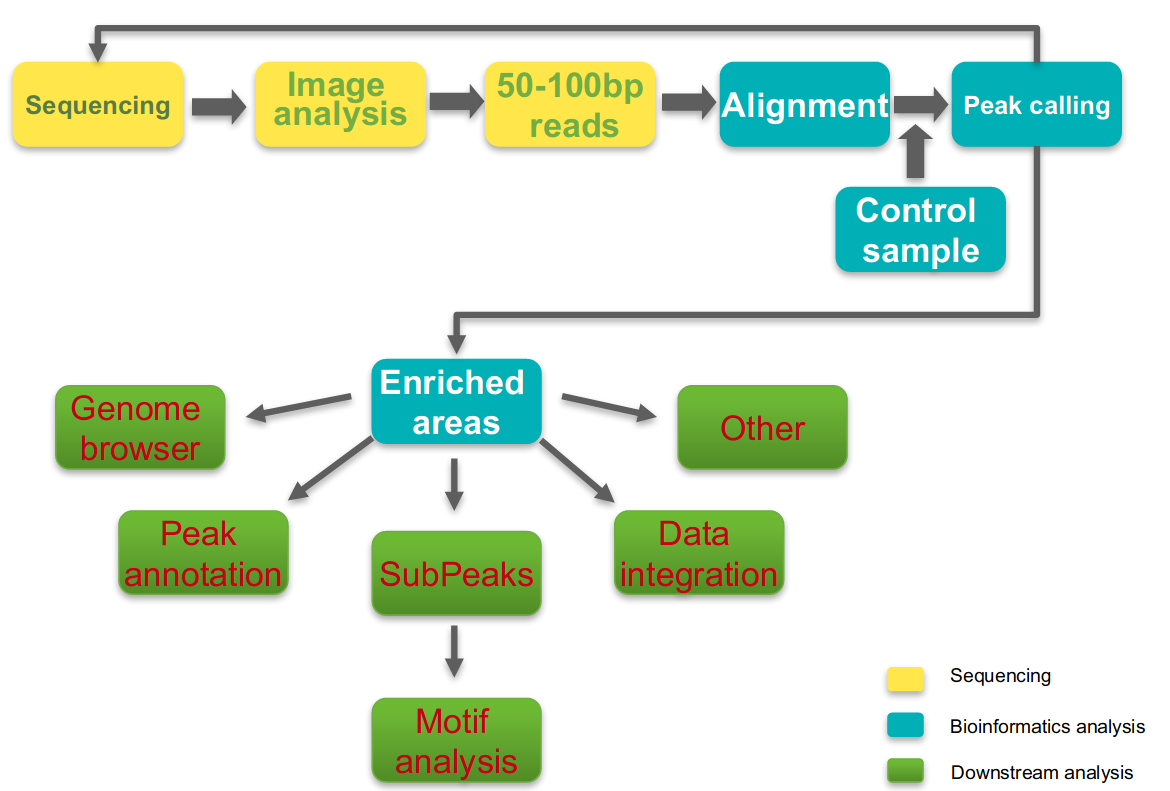 Sequencing
Image
analysis
50-100bp
reads
Alignment
Peak calling
Control
sample
Enriched
areas
Genome
browser
Other
Peak
annotation
SubPeaks
Data
integration
Motif
analysis
Sequencing
Bioinformatics analysis
Downstream analysis